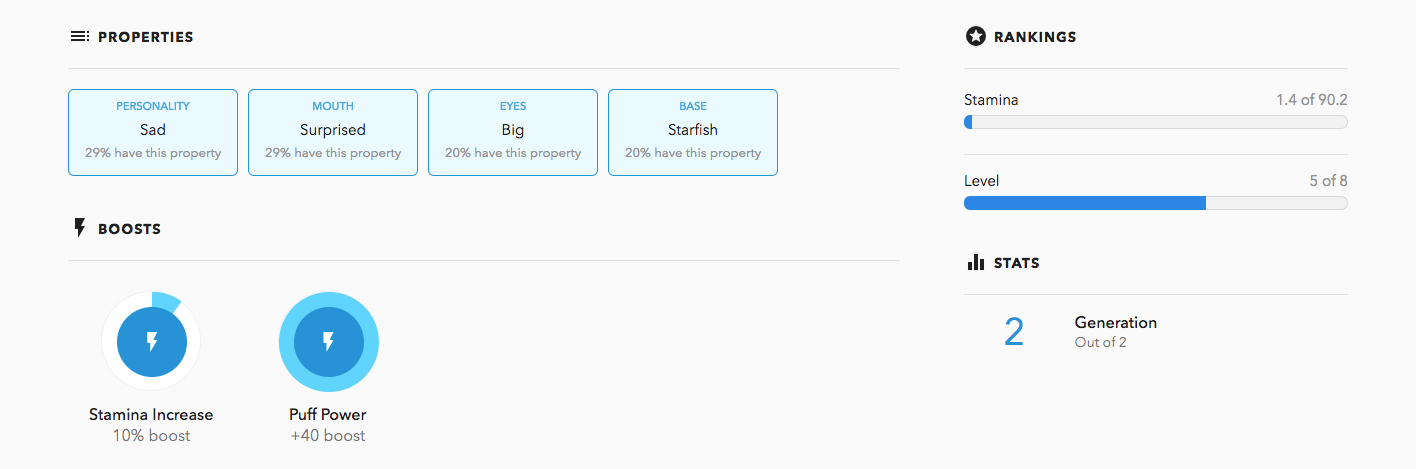 PROPERTIES
PERSONALITY
Sad
29% have this property
MOUTH
Surprised
29% have this property
EYES
Big
20% have this property
BASE
Starfish
20% have this property
BOOSTS
Stamina Increase
10% boost
Puff Power
+40 boost
RANKINGS
Stamina 1.4 of 90.2
Level 5 of 8
STATS
2
Generation
Out of 2